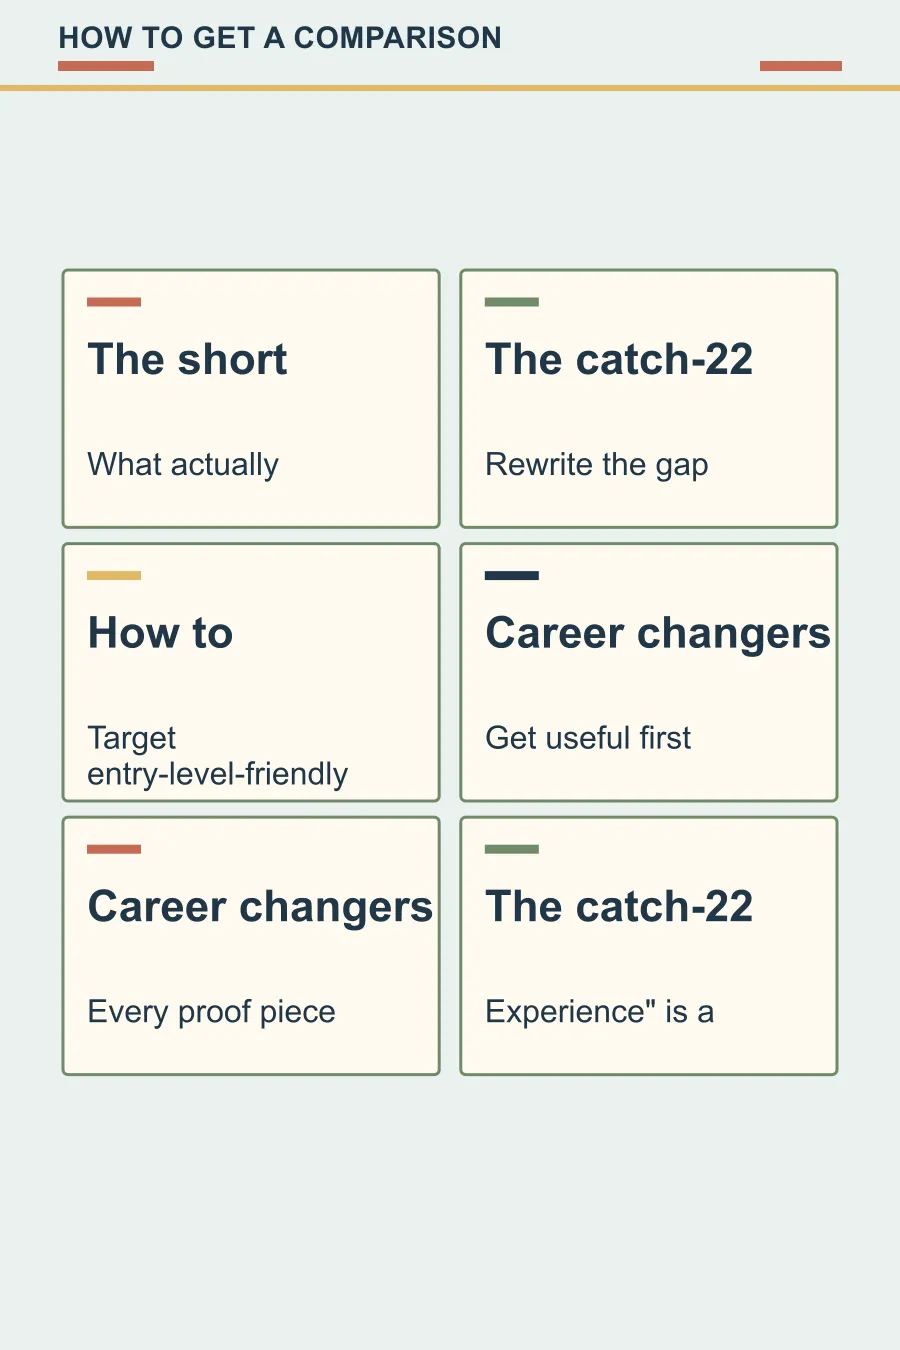 HOW TO GET A COMPARISON
The short
What actually
The catch-22
Rewrite the gap
How to
Target
entry-level-friendly
Career changers
Get useful first
Career changers
Every proof piece
The catch-22
Experience" is a